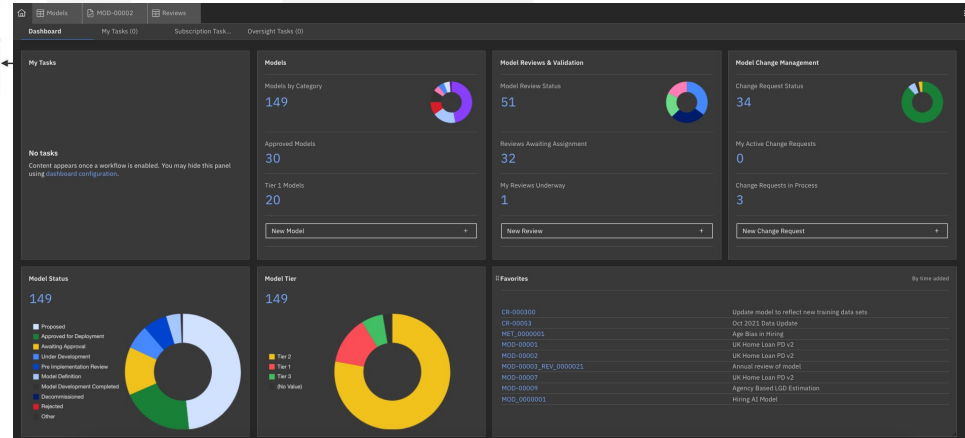 Models
MOD-00002
Reviews
Dashboard
My Tasks (0)
Subscription Task...
Oversight Tasks (0)
My Tasks
No tasks
Content appears once a workflow is enabled. You may hide this panel
using dashboard configuration.
Models
Models by Category
149
Approved Models
30
Tier 1 Models
20
New Model +
Model Reviews & Validation
Model Review Status
51
Reviews Awaiting Assignment
32
My Reviews Underway
1
New Review +
Model Change Management
Change Request Status
34
My Active Change Requests
0
Change Requests in Process
3
New Change Request +
Model Status
149
Proposed
Approved for Deployment
Awaiting Approval
Under Development
Pre Implementation Review
Model Definition
Model Development Completed
Decommissioned
Rejected
Other
Model Tier
149
Tier 2
Tier 1
Tier 3
(No Value)
Favorites By time added
CR-000300 Update model to reflect new training data sets
CR-00053 Oct 2021 Data Update
MET_0000001 Age Bias in Hiring
MOD-00001 UK Home Loan PD v2
MOD-00002 UK Home Loan PD v2
MOD-00003_REV_0000021 Annual review of model
MOD-00007 UK Home Loan PD v2
MOD-00009 Agency Based LGD Estimation
MOD_0000001 Hiring AI Model